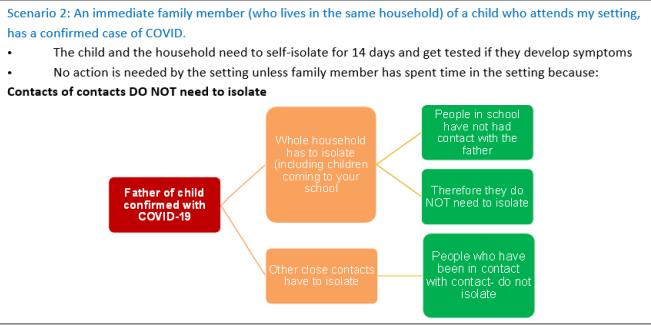 Scenario 2: An immediate family member (who lives in the same household) of a child who attends my setting,
has a confirmed case of COVID.
• The child and the household need to self-isolate for 14 days and get tested if they develop symptoms
• No action is needed by the setting unless family member has spent time in the setting because:
Contacts of contacts DO NOT need to isolate
Father of child
confirmed with
COVID-19
Whole household
has to isolate
(including children
coming to your
school
People in school
have not had
contact with the
father
Therefore they do
NOT need to isolate
Other close contacts
have to isolate
People who have
been in contact
with contact- do not
isolate